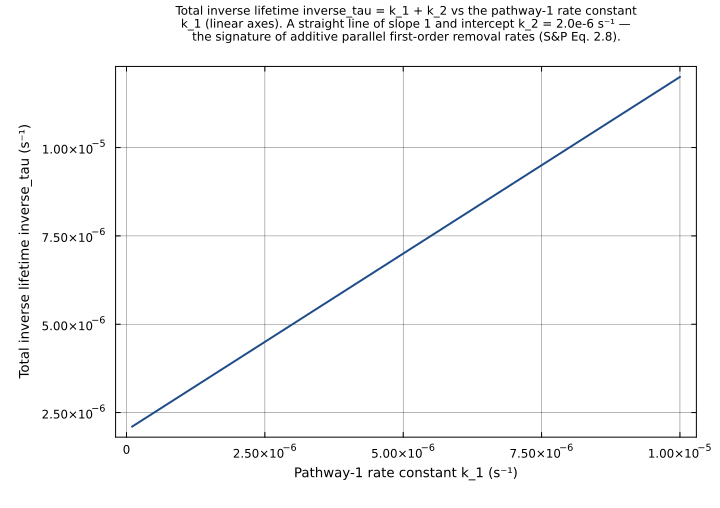 Total inverse lifetime inverse_tau = k_1 + k_2 vs the pathway-1 rate constant
k_1 (linear axes). A straight line of slope 1 and intercept k_2 = 2.0e-6 s⁻¹ —
the signature of additive parallel first-order removal rates (S&P Eq. 2.8).
Total inverse lifetime inverse_tau (s⁻¹)
1.00×10⁻⁵
7.50×10⁻⁶
5.00×10⁻⁶
2.50×10⁻⁶
0 2.50×10⁻⁶ 5.00×10⁻⁶ 7.50×10⁻⁶ 1.00×10⁻⁵
Pathway-1 rate constant k_1 (s⁻¹)